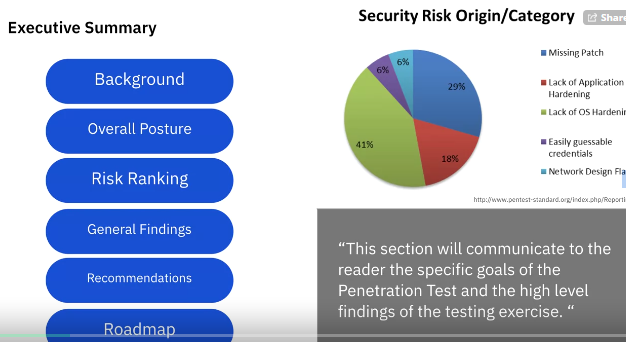 Executive Summary
Background
Overall Posture
Risk Ranking
General Findings
Recommendations
Roadmap
Security Risk Origin/Category
Share
6%
6%
29%
41%
18%
Missing Patch
Lack of Application
Hardening
Lack of OS Hardenin
Easily guessable
credentials
Network Design Fla
http://www.pentest-standard.org/index.php/Reporti
“This section will communicate to the
reader the specific goals of the
Penetration Test and the high level
findings of the testing exercise. “